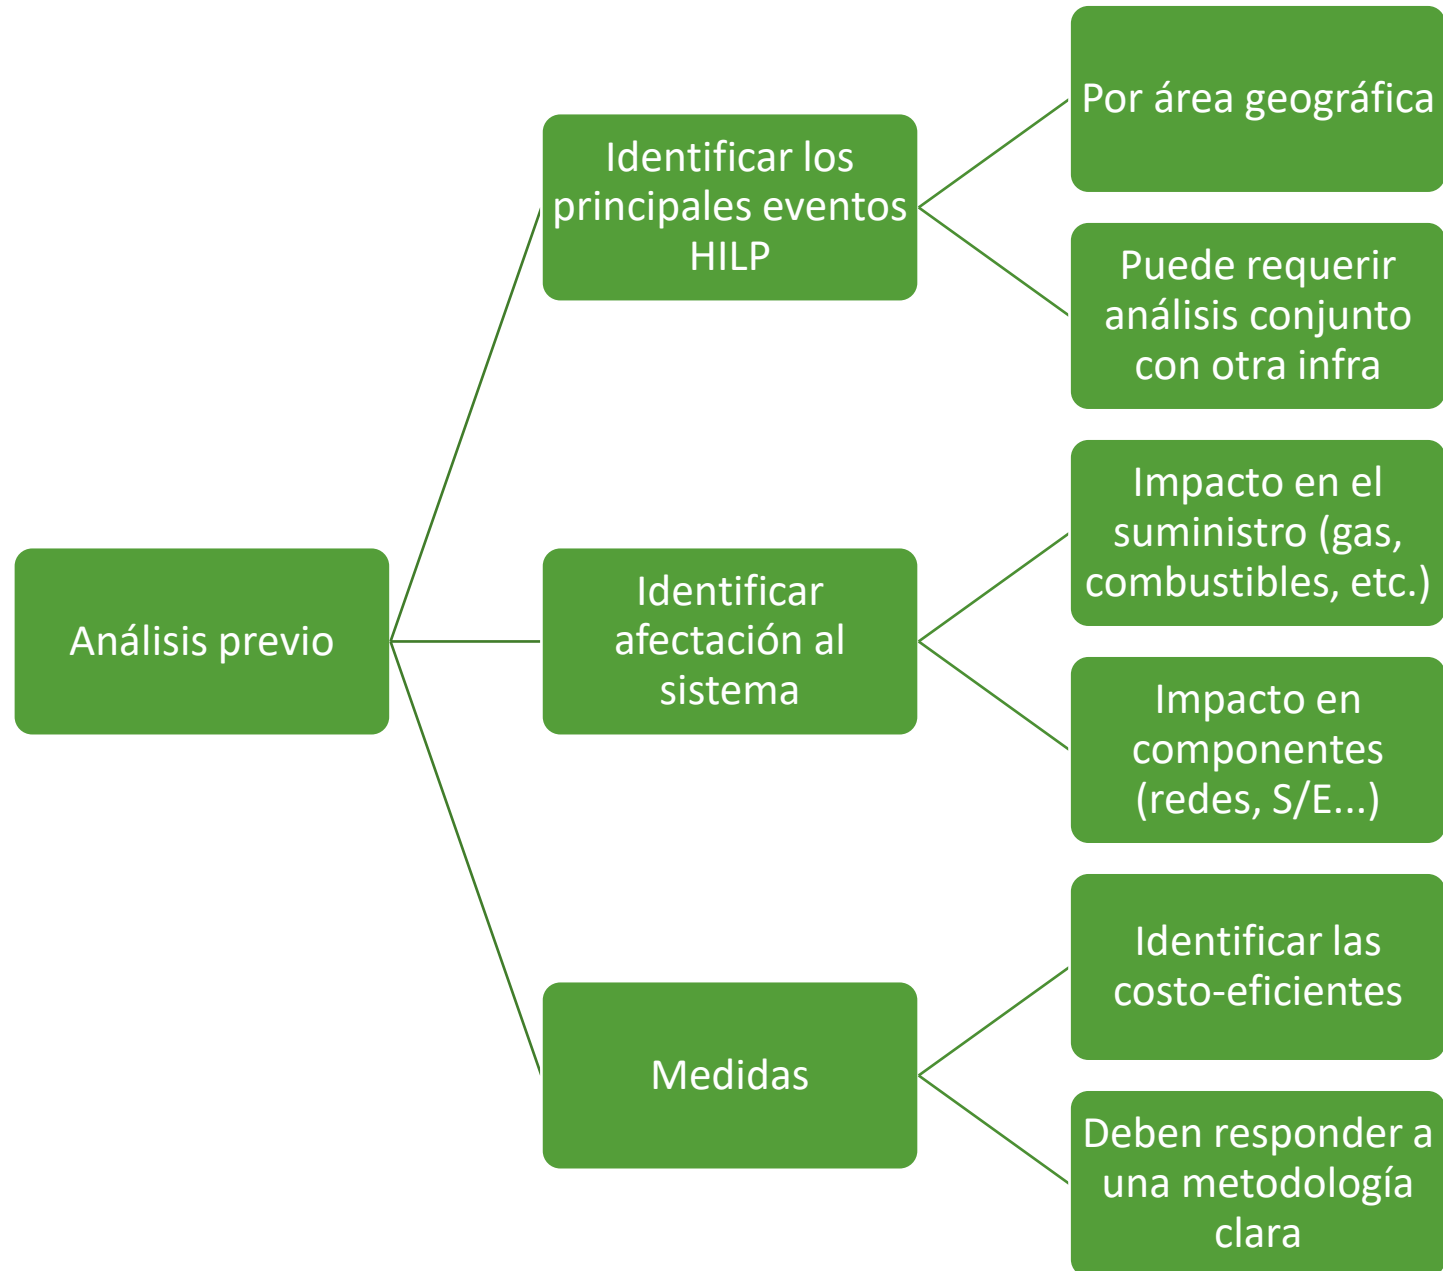 Análisis previo
Identificar los
principales eventos
HILP
Por área geográfica
Puede requerir
análisis conjunto
con otra infra
Identificar
afectación al
sistema
Impacto en el
suministro (gas,
combustibles, etc.)
Impacto en
componentes
(redes, S/E...)
Medidas
Identificar las
costo-eficientes
Deben responder a
una metodología
clara